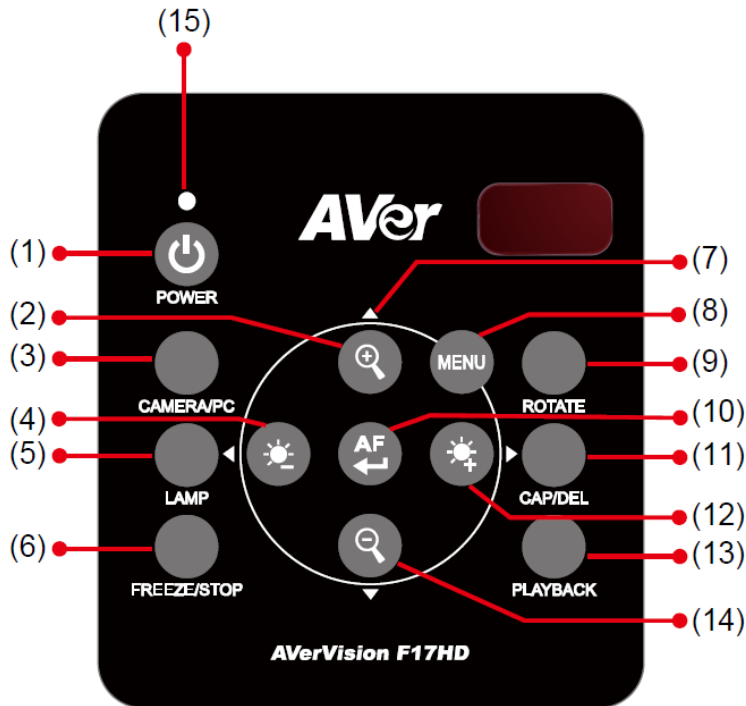 (15)
AVer
(1)
POWER
(7)
(2)
(8)
MENU
(3)
CAMERA/PC
(9)
ROTATE
(4)
(10)
AF
(5)
LAMP
(11)
CAP/DEL
(12)
(6)
FREEZE/STOP
(13)
PLAYBACK
(14)
AVerVision F17HD